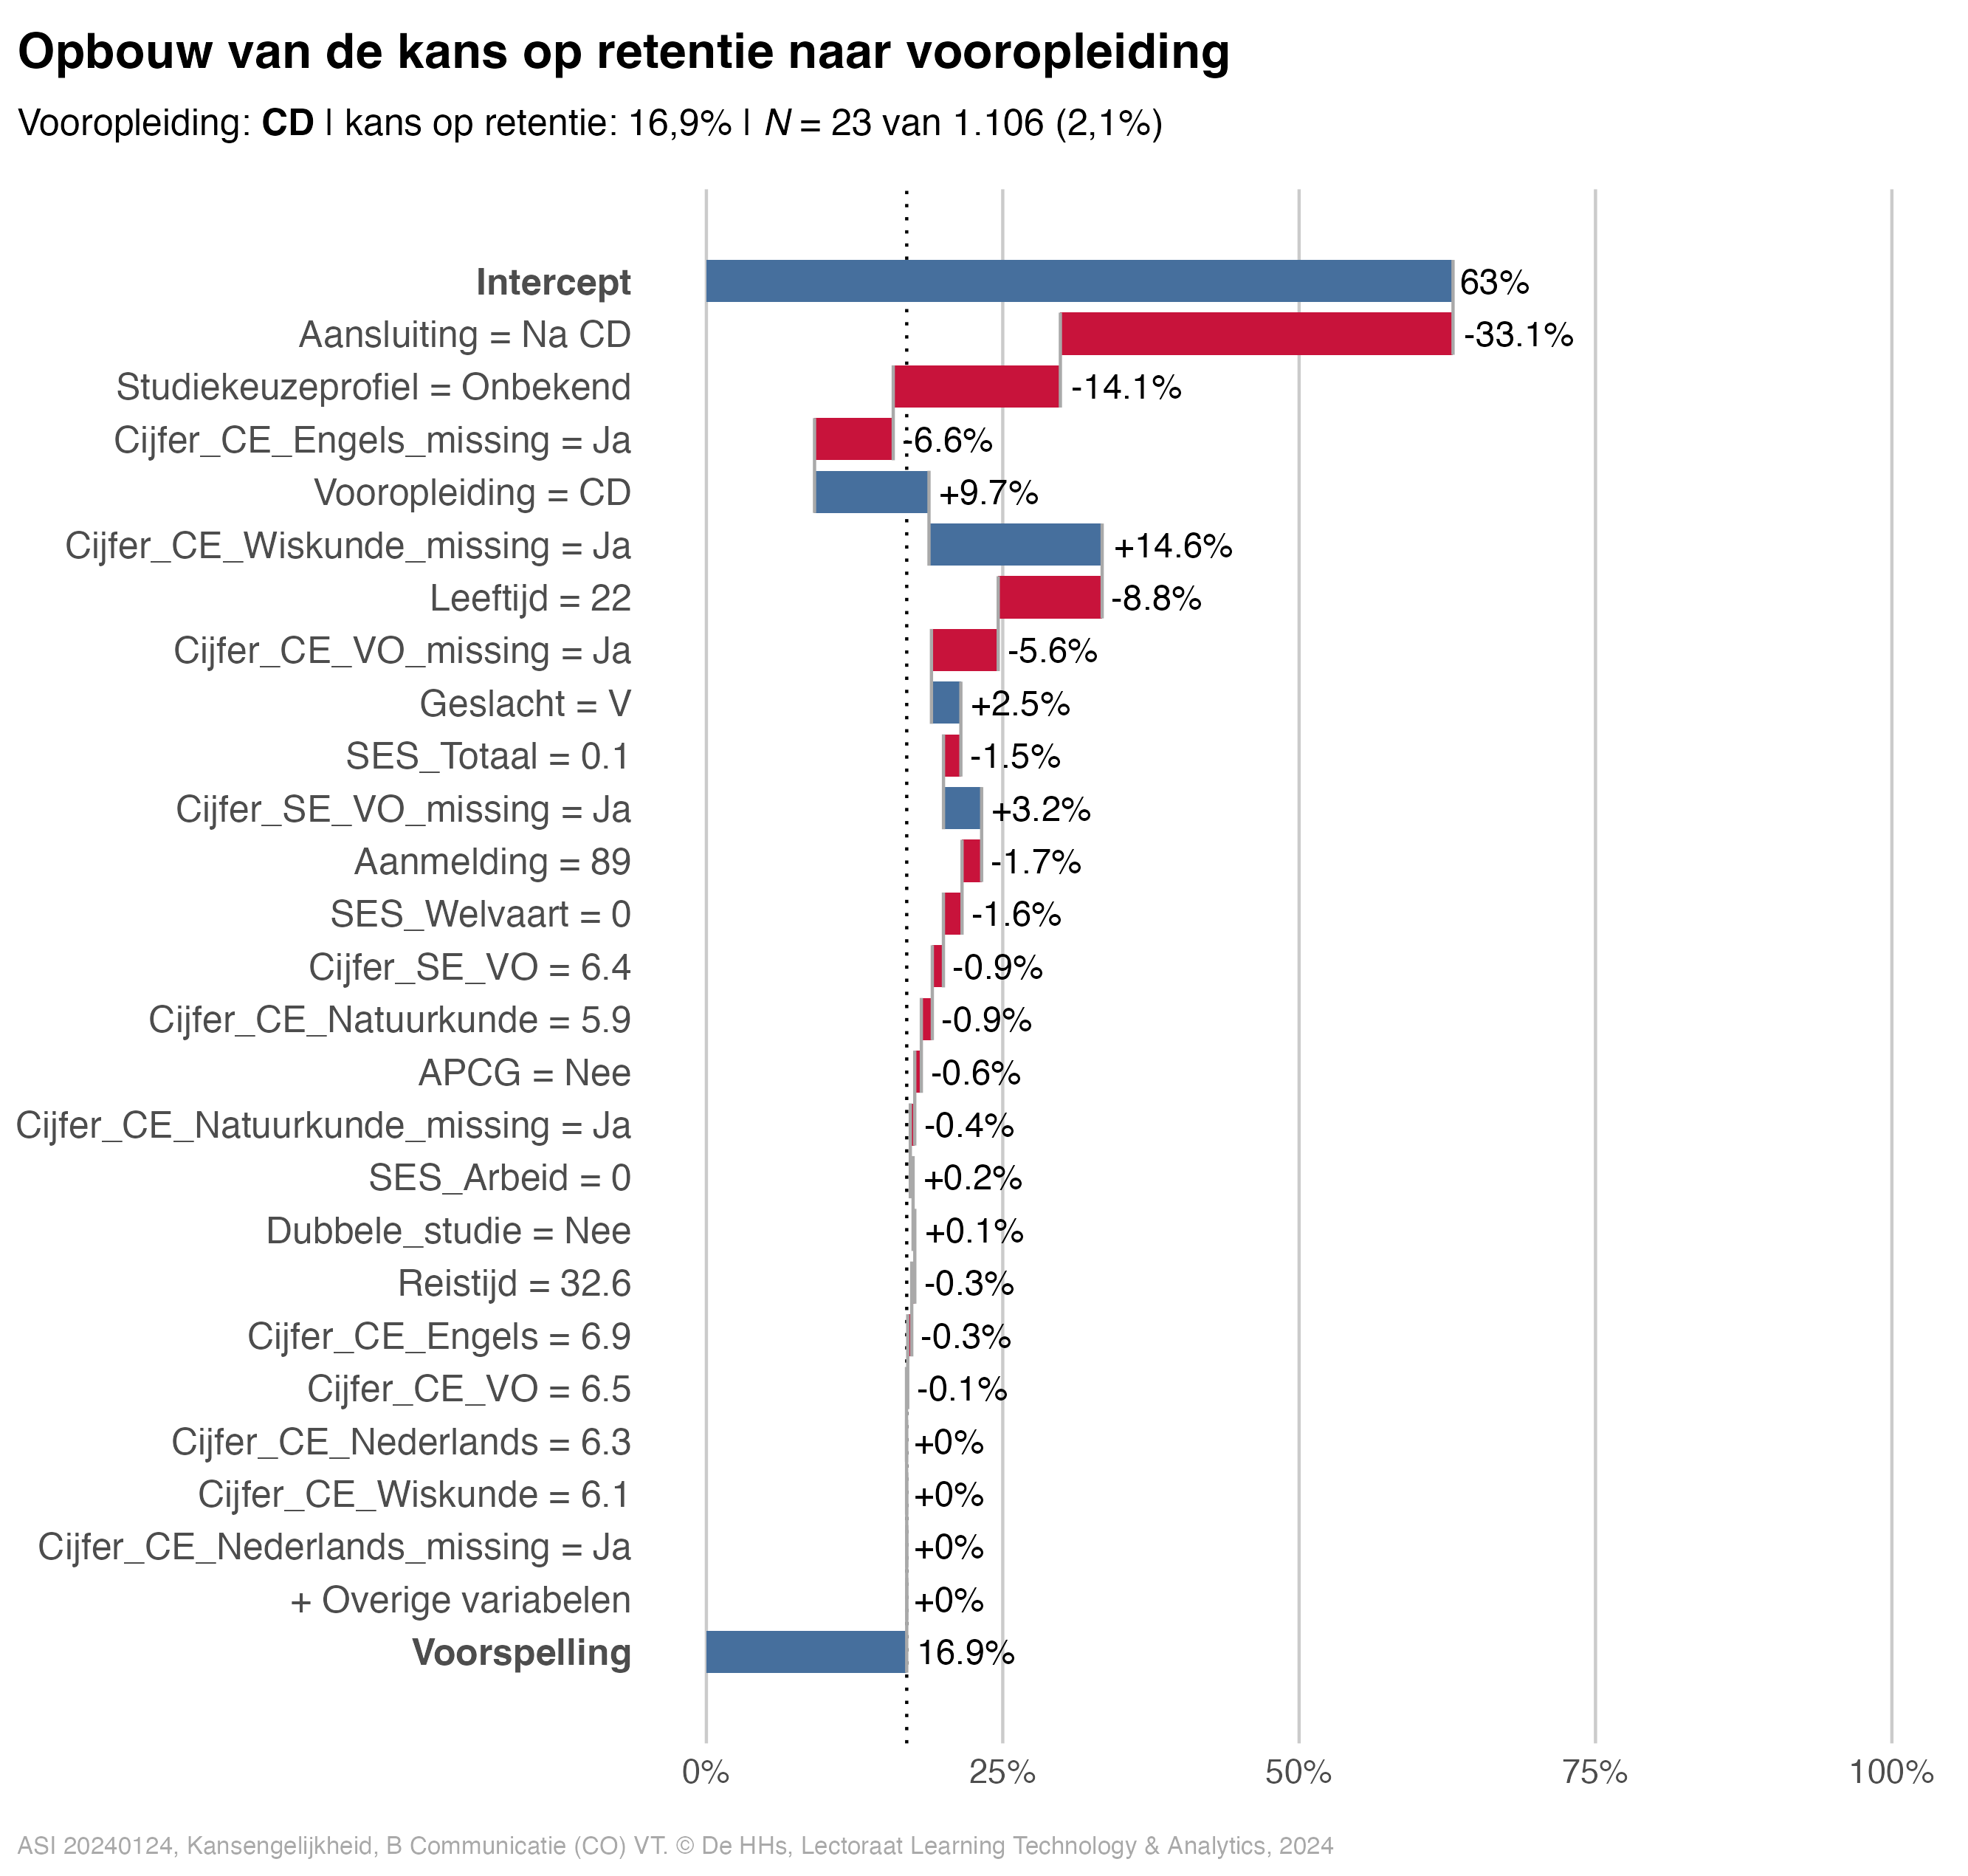 Opbouw van de kans op retentie naar vooropleiding
Vooropleiding: CD | kans op retentie: 16,9% | N = 23 van 1.106 (2,1%)
Intercept 63%
Aansluiting = Na CD -33.1%
Studiekeuzeprofiel = Onbekend -14.1%
Cijfer_CE_Engels_missing = Ja -6.6%
Vooropleiding = CD +9.7%
Cijfer_CE_Wiskunde_missing = Ja +14.6%
Leeftijd = 22 -8.8%
Cijfer_CE_VO_missing = Ja -5.6%
Geslacht = V +2.5%
SES_Totaal = 0.1 -1.5%
Cijfer_SE_VO_missing = Ja +3.2%
Aanmelding = 89 -1.7%
SES_Welvaart = 0 -1.6%
Cijfer_SE_VO = 6.4 -0.9%
Cijfer_CE_Natuurkunde = 5.9 -0.9%
APCG = Nee -0.6%
Cijfer_CE_Natuurkunde_missing = Ja -0.4%
SES_Arbeid = 0 +0.2%
Dubbele_studie = Nee +0.1%
Reistijd = 32.6 -0.3%
Cijfer_CE_Engels = 6.9 -0.3%
Cijfer_CE_VO = 6.5 -0.1%
Cijfer_CE_Nederlands = 6.3 +0%
Cijfer_CE_Wiskunde = 6.1 +0%
Cijfer_CE_Nederlands_missing = Ja +0%
+ Overige variabelen +0%
Voorspelling 16.9%
0% 25% 50% 75% 100%
ASI 20240124, Kansengelijkheid, B Communicatie (CO) VT. © De HHs, Lectoraat Learning Technology & Analytics, 2024